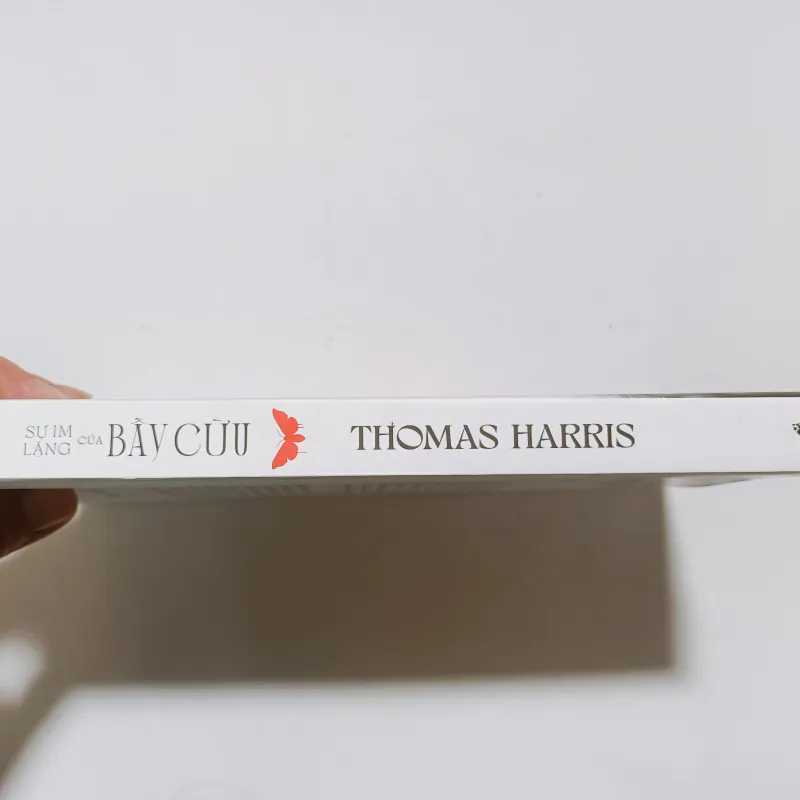 SỰ IM
LẶNG
CỦA
BẦY CỪU
THOMAS HARRIS